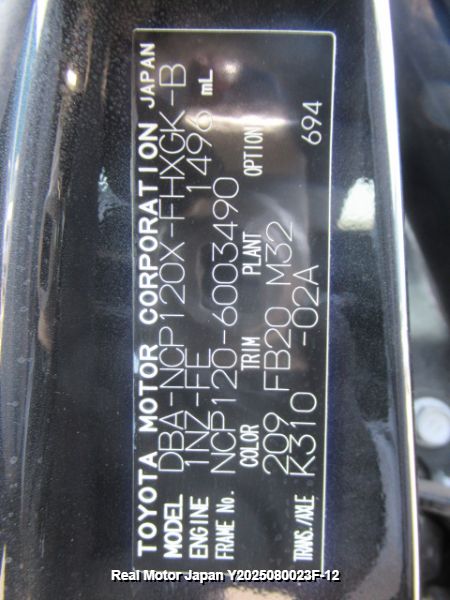 TOYOTA MOTOR CORPORATION JAPAN
MODEL DBA-NCP120X-FHXGK-B
ENGINE 1NZ-FE 1496 mL
FRAME No. NCP120-6003490
COLOR TRIM PLANT OPTION
209 FB20 M32
TRANS./AXLE K310 -02A 694
Real Motor Japan Y2025080023F-12